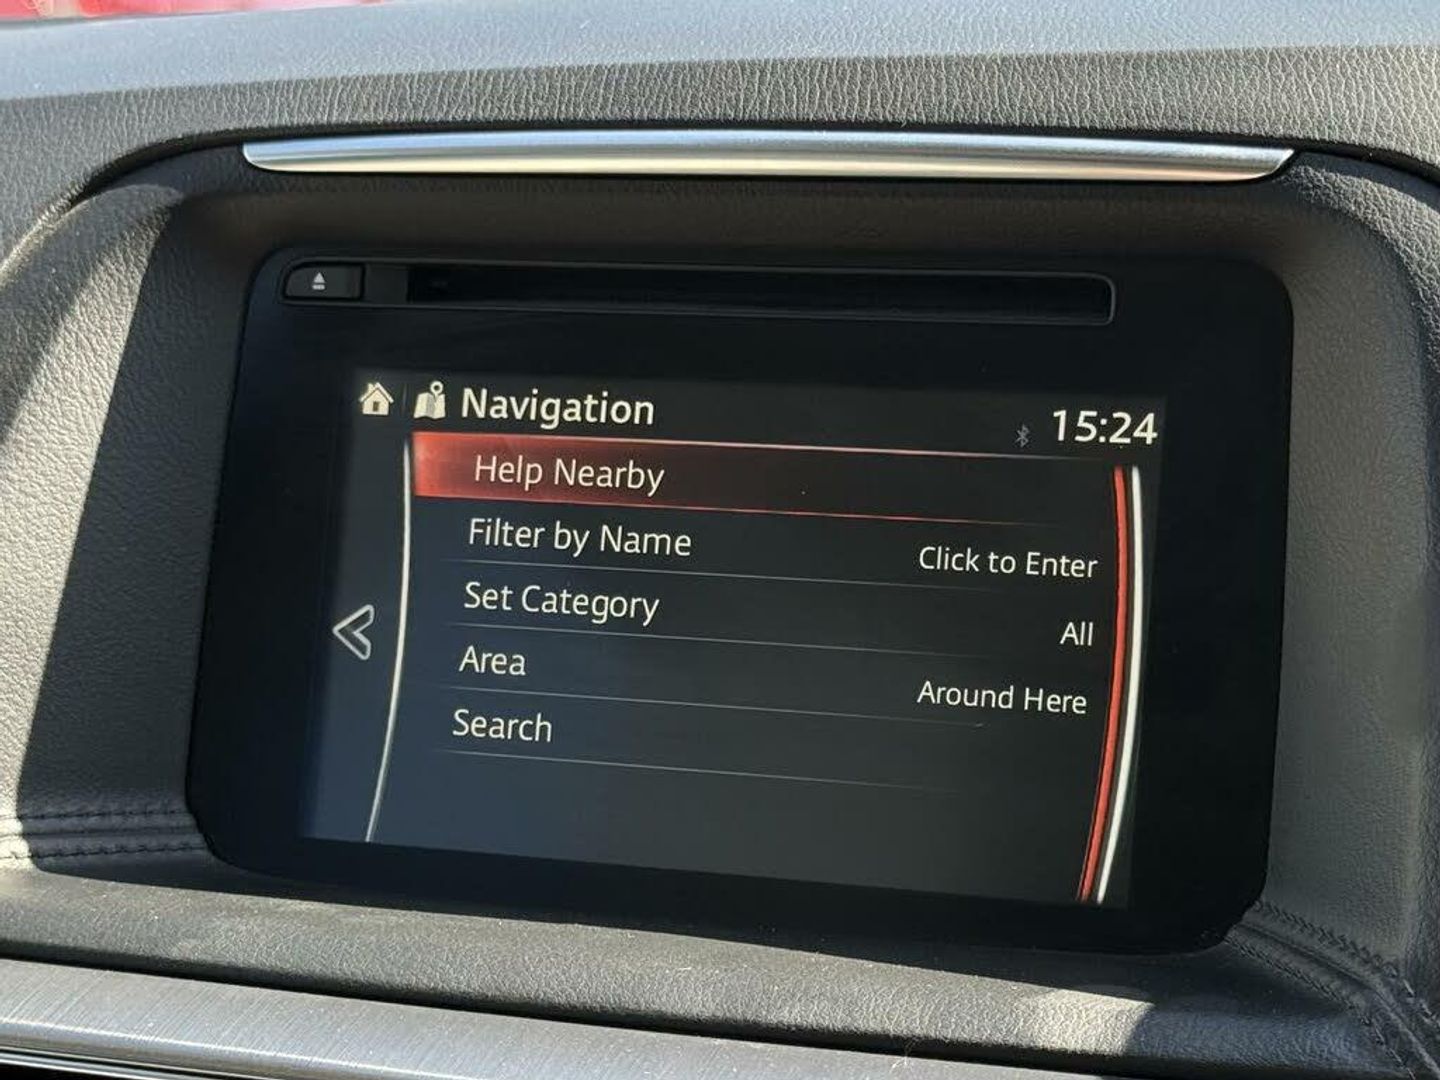 Navigation
15:24
Help Nearby
Filter by Name
Click to Enter
Set Category
All
Area
Around Here
Search